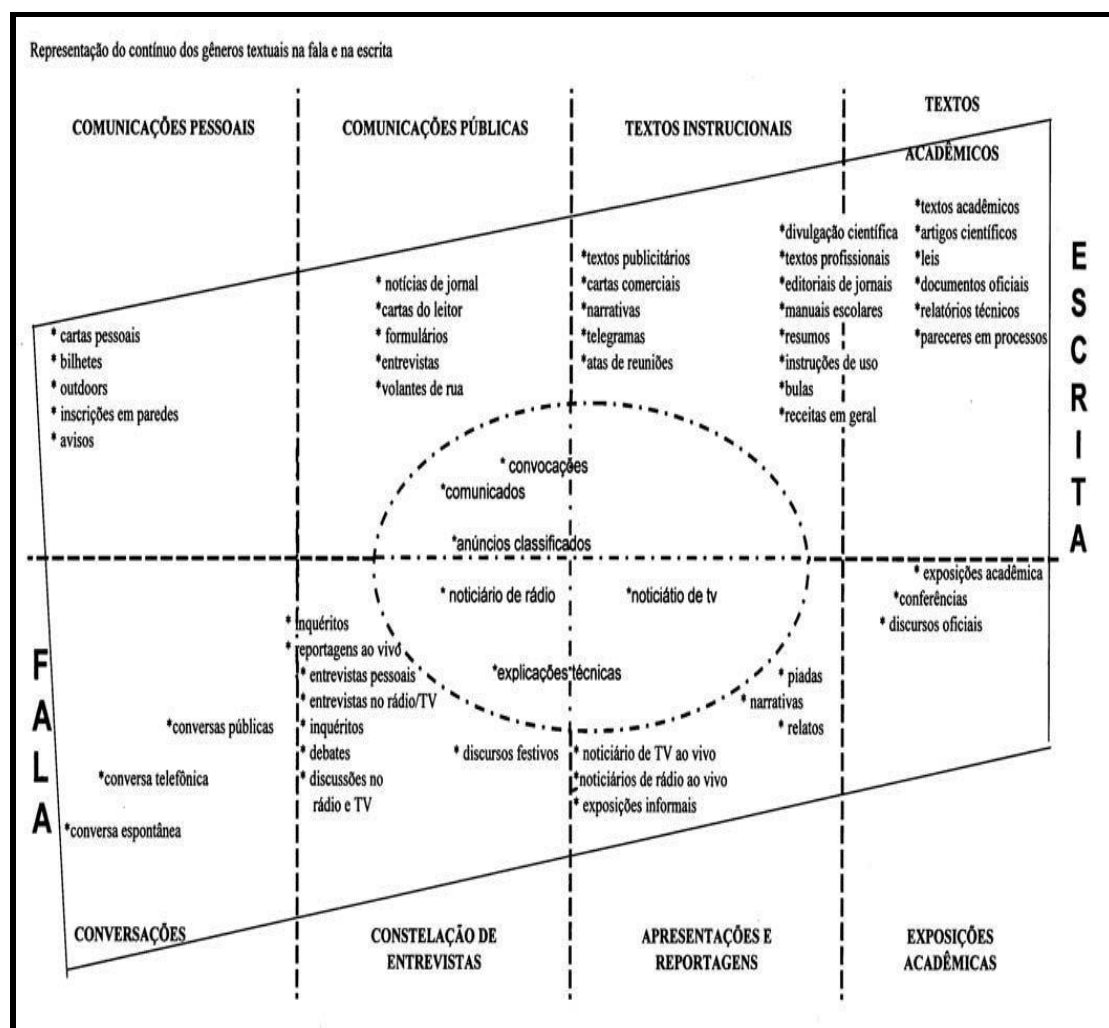 Representação do contínuo dos gêneros textuais na fala e na escrita
COMUNICAÇÕES PESSOAIS
COMUNICAÇÕES PÚBLICAS
TEXTOS INSTRUCIONAIS
TEXTOS
ACADÊMICOS
* cartas pessoais
* bilhetes
* outdoors
* inscrições em paredes
* avisos
* notícias de jornal
*cartas do leitor
* formulários
*entrevistas
*volantes de rua
*textos publicitários
*cartas comerciais
*narrativas
*telegramas
*atas de reuniões
*divulgação científica
*textos profissionais
*editoriais de jornais
*manuais escolares
*resumos
*instruções de uso
*bulas
*receitas em geral
*textos acadêmicos
*artigos científicos
*leis
*documentos oficiais
*relatórios técnicos
*pareceres em processos
ESCRITA
* convocações
*comunicados
*anúncios classificados
* noticiário de rádio
*noticiátio de tv
*explicações técnicas
FALA
*conversas públicas
*conversa telefônica
*conversa espontânea
* inquéritos
* reportagens ao vivo
* entrevistas pessoais
* entrevistas no rádio/TV
* inquéritos
* debates
* discussões no
rádio e TV
* discursos festivos
* noticiário de TV ao vivo
*noticiários de rádio ao vivo
* exposições informais
* piadas
* narrativas
* relatos
* exposições acadêmica
*conferências
* discursos oficiais
CONVERSAÇÕES
CONSTELAÇÃO DE
ENTREVISTAS
APRESENTAÇÕES E
REPORTAGENS
EXPOSIÇÕES
ACADÊMICAS